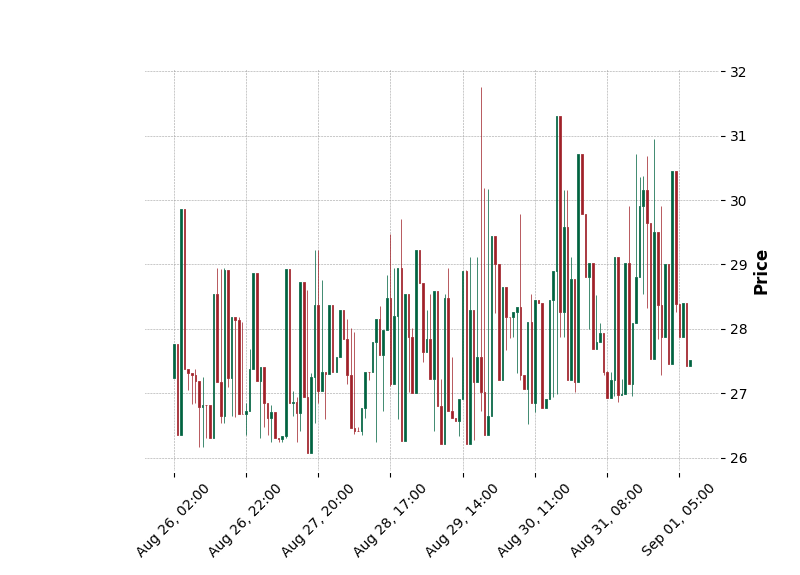 32
31
30
29
28
27
26
Price
Aug 26, 02:00
Aug 26, 22:00
Aug 27, 20:00
Aug 28, 17:00
Aug 29, 14:00
Aug 30, 11:00
Aug 31, 08:00
Sep 01, 05:00